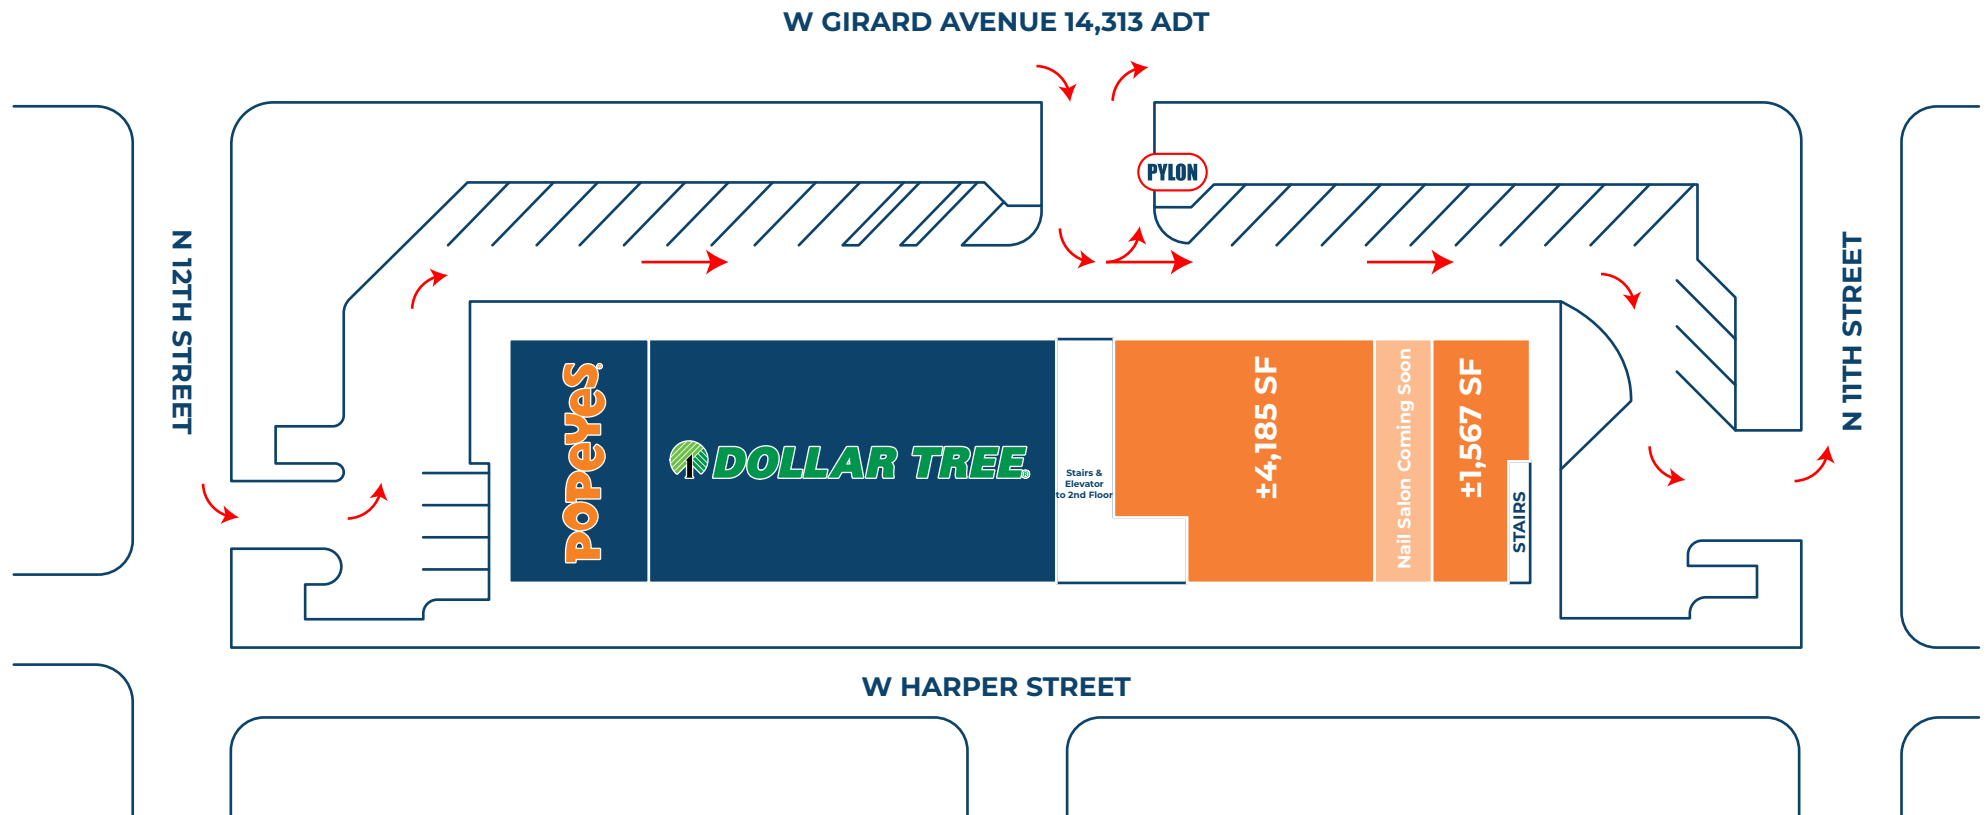 W GIRARD AVENUE 14,313 ADT
PYLON
N 12TH STREET
N 11TH STREET
POPEYES®
DOLLAR TREE®
Stairs &
Elevator
to 2nd Floor
±4,185 SF
Nail Salon Coming Soon
±1,567 SF
STAIRS
W HARPER STREET